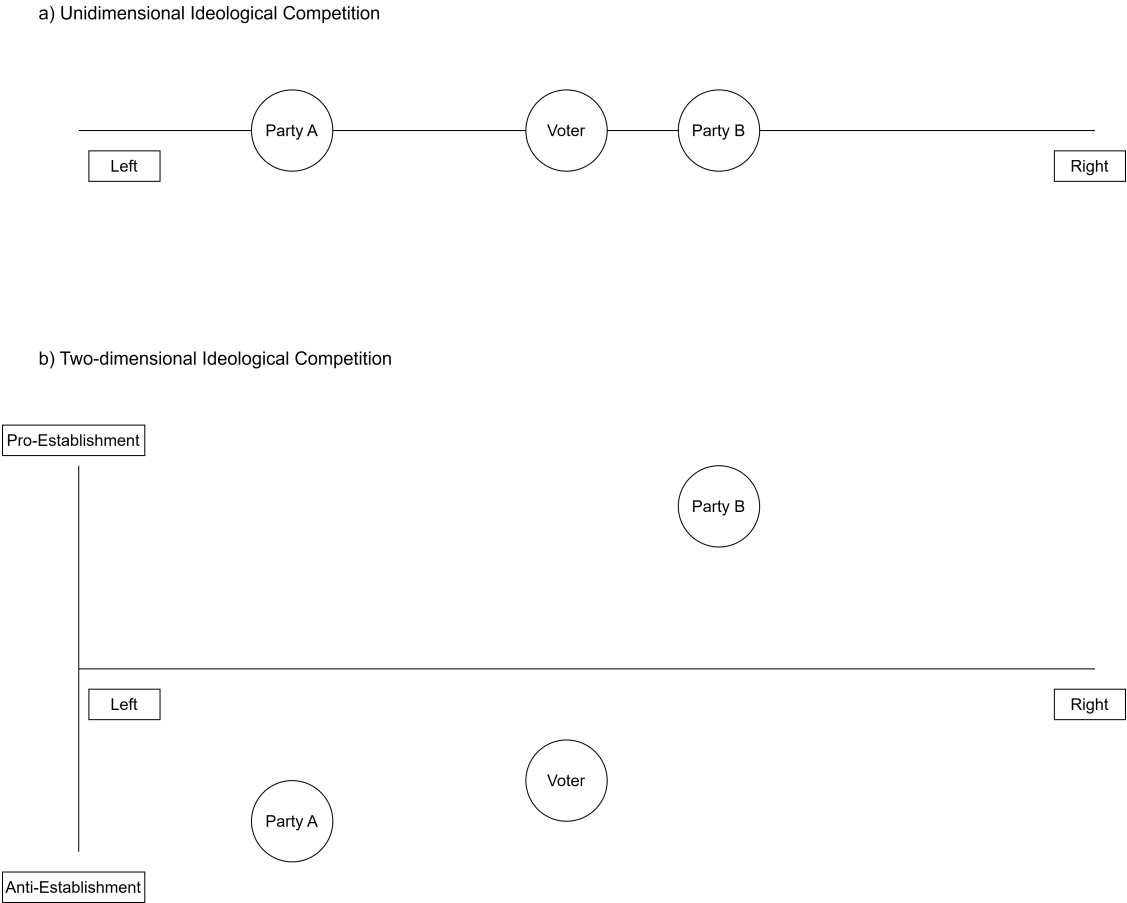 a) Unidimensional Ideological Competition
Party A
Voter
Party B
Left
Right
b) Two-dimensional Ideological Competition
Pro-Establishment
Party B
Left
Right
Voter
Party A
Anti-Establishment